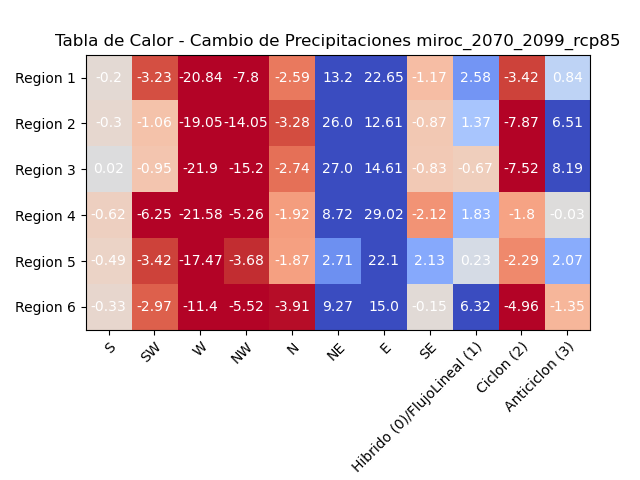 Tabla de Calor - Cambio de Precipitaciones miroc_2070_2099_rcp85
Region 1 -0.2 -3.23 -20.84 -7.8 -2.59 13.2 22.65 -1.17 2.58 -3.42 0.84
Region 2 -0.3 -1.06 -19.05 -14.05 -3.28 26.0 12.61 -0.87 1.37 -7.87 6.51
Region 3 0.02 -0.95 -21.9 -15.2 -2.74 27.0 14.61 -0.83 -0.67 -7.52 8.19
Region 4 -0.62 -6.25 -21.58 -5.26 -1.92 8.72 29.02 -2.12 1.83 -1.8 -0.03
Region 5 -0.49 -3.42 -17.47 -3.68 -1.87 2.71 22.1 2.13 0.23 -2.29 2.07
Region 6 -0.33 -2.97 -11.4 -5.52 -3.91 9.27 15.0 -0.15 6.32 -4.96 -1.35
S SW W NW N NE E SE Hibrido (0)/FlujoLineal (1) Ciclon (2) Anticiclon (3)